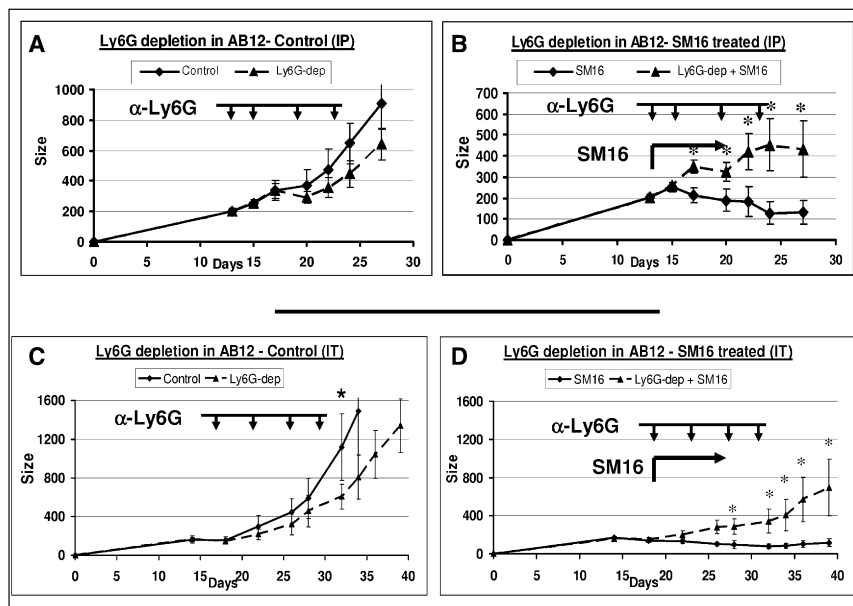 A
Ly6G depletion in AB12- Control (IP)
Control
Ly6G-dep
α-Ly6G
Size
1000
800
600
400
200
0
0 5 10 15 20 25 30
Days
B
Ly6G depletion in AB12- SM16 treated (IP)
SM16
Ly6G-dep + SM16
α-Ly6G
SM16
* * * * *
Size
700
600
500
400
300
200
100
0
0 5 10 15 20 25 30
Days
C
Ly6G depletion in AB12 - Control (IT)
Control
Ly6G-dep
α-Ly6G
*
Size
1600
1200
800
400
0
0 5 10 15 20 25 30 35 40
Days
D
Ly6G depletion in AB12 - SM16 treated (IT)
SM16
Ly6G-dep + SM16
α-Ly6G
SM16
* * * * *
Size
1600
1200
800
400
0
0 5 10 15 20 25 30 35 40
Days